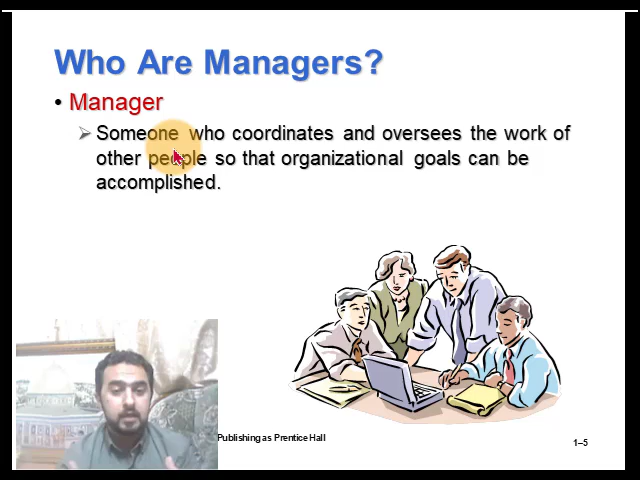 Who Are Managers?
• Manager
Someone who coordinates and oversees the work of
other people so that organizational goals can be
accomplished.
Publishing as Prentice Hall
1–5